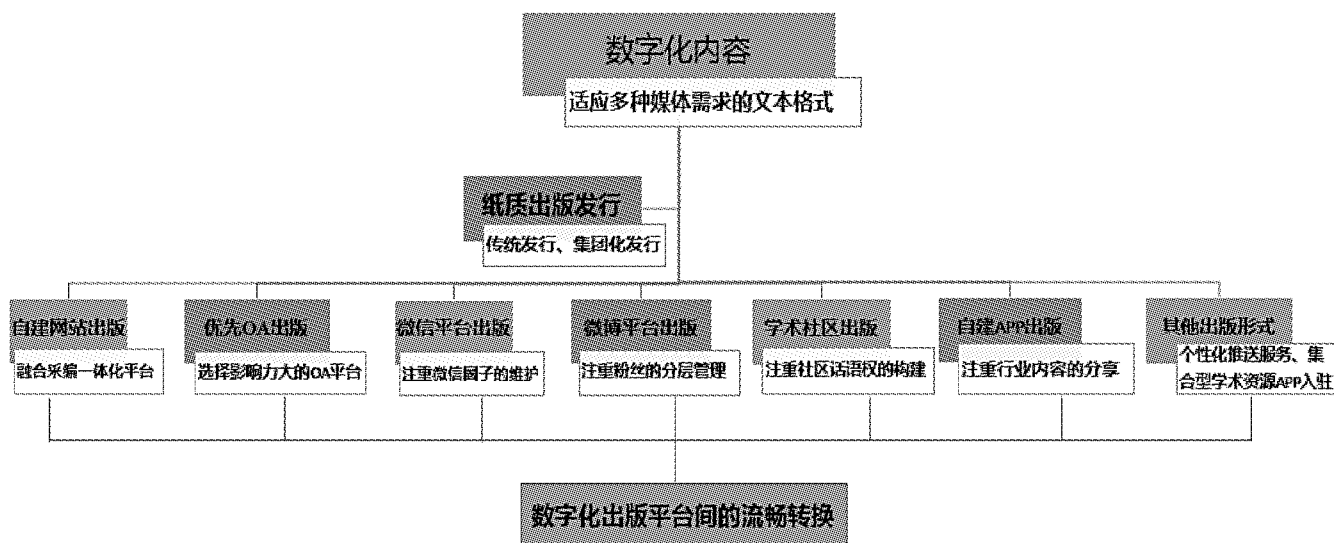 数字化内容
适应多种媒体需求的文本格式
纸质出版发行
传统发行、集团化发行
自建网站出版
融合采编一体化平台
优先OA出版
选择影响力大的OA平台
微信平台出版
注重微信圈子的维护
微博平台出版
注重粉丝的分层管理
学术社区出版
注重社区话语权的构建
自建APP出版
注重行业内容的分享
其他出版形式
个性化推送服务、集
合型学术资源APP入驻
数字化出版平台间的流畅转换